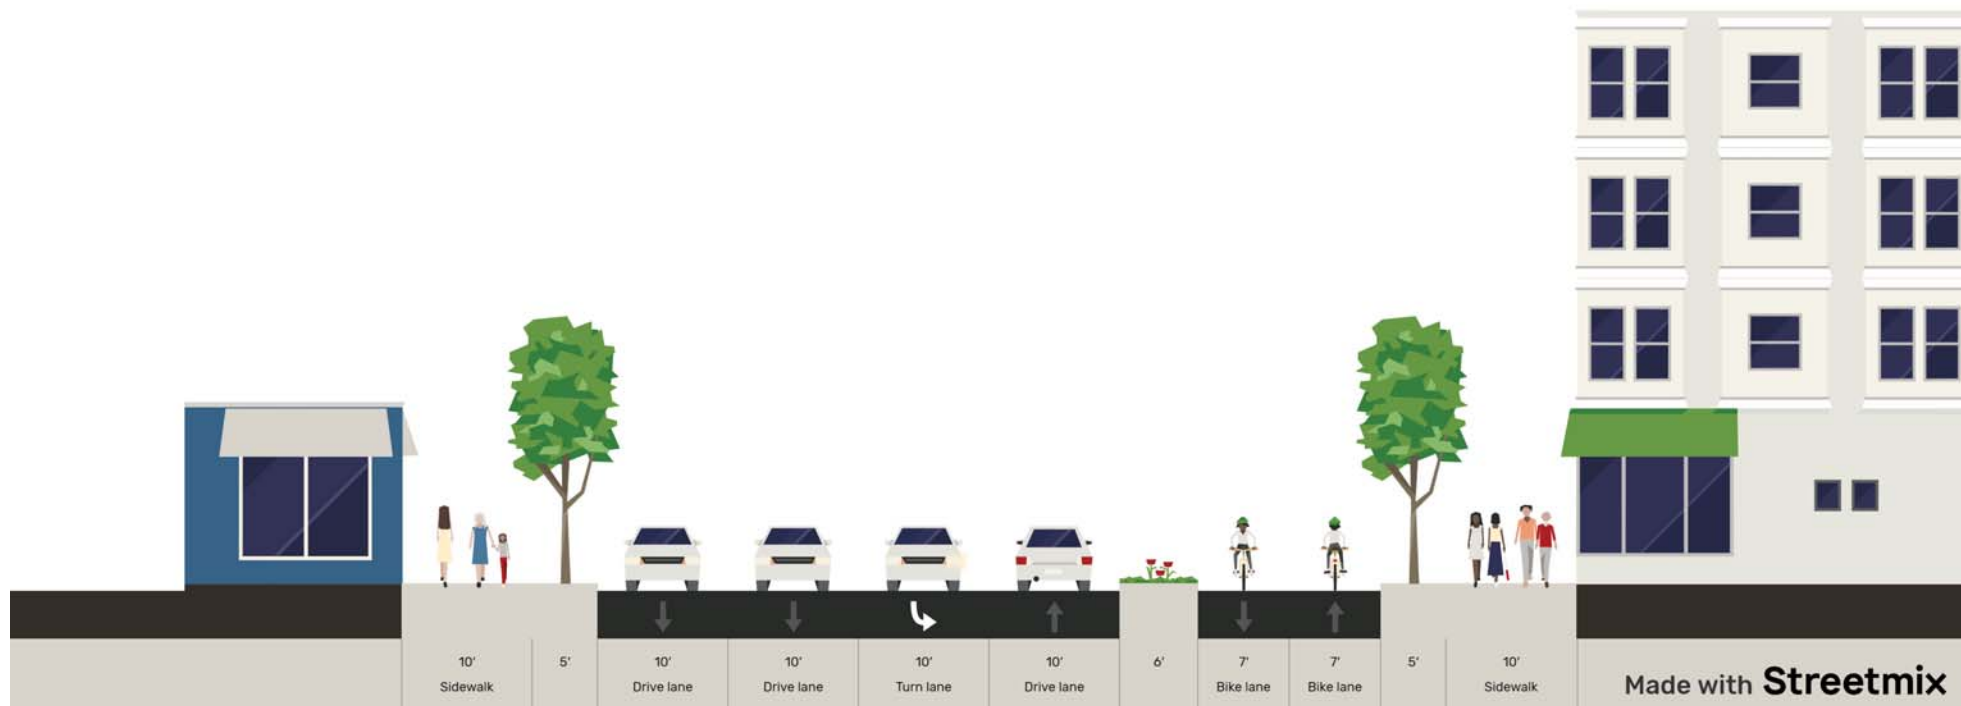 10'
Sidewalk
5'
10'
Drive lane
10'
Drive lane
10'
Turn lane
10'
Drive lane
6'
7'
Bike lane
7'
Bike lane
5'
10'
Sidewalk
Made with Streetmix